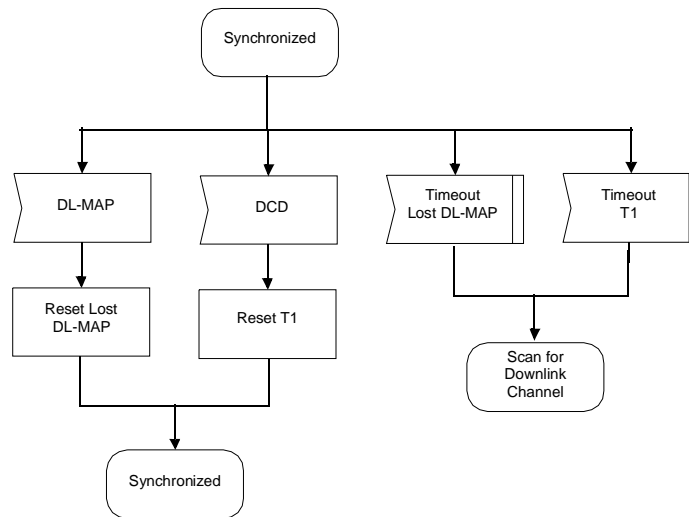 Synchronized
DL-MAP
DCD
Timeout
Lost DL-MAP
Timeout
T1
Reset Lost
DL-MAP
Reset T1
Scan for
Downlink
Channel
Synchronized